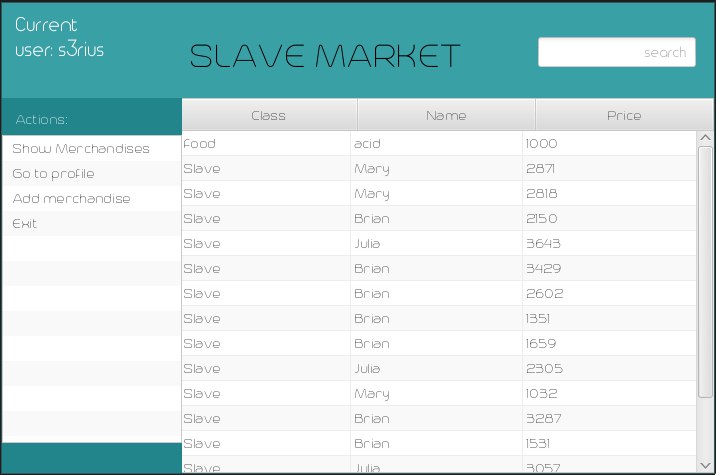 Current
user: s3rius
SLAVE MARKET
search
Actions:
Show Merchandises
Go to profile
Add merchandise
Exit
Class Name Price
Food acid 1000
Slave Mary 2871
Slave Mary 2818
Slave Brian 2150
Slave Julia 3643
Slave Brian 3429
Slave Brian 2602
Slave Brian 1351
Slave Brian 1659
Slave Julia 2305
Slave Mary 1032
Slave Brian 3287
Slave Brian 1531
Slave Julia 3057